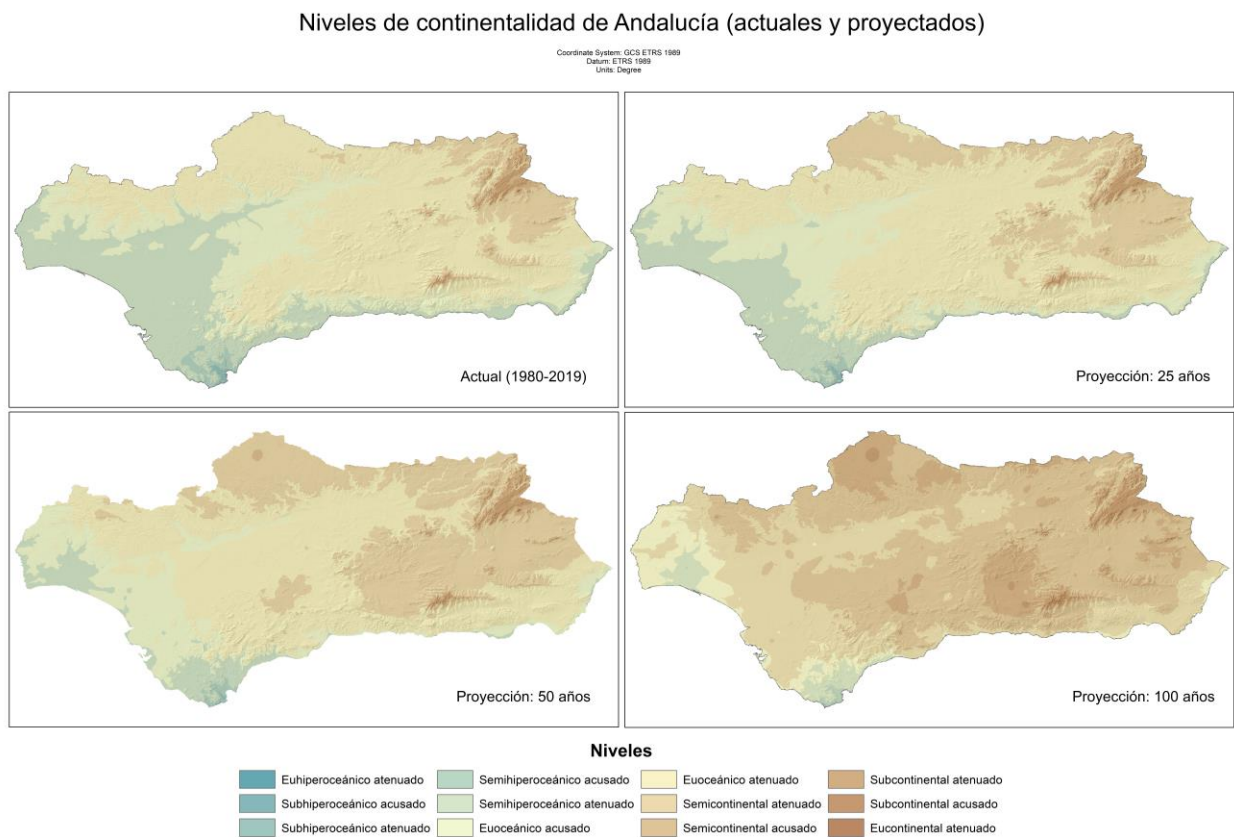 Niveles de continentalidad de Andalucía (actuales y proyectados)
Coordinate System: GCS ETRS 1989
Datum: ETRS 1989
Units: Degree
Actual (1980-2019)
Proyección: 25 años
Proyección: 50 años
Proyección: 100 años
Niveles
Euhiperoceánico atenuado
Semihiperoceánico acusado
Euoceánico atenuado
Subcontinental atenuado
Subhiperoceánico acusado
Semihiperoceánico atenuado
Semicontinental atenuado
Subcontinental acusado
Subhiperoceánico atenuado
Euoceánico acusado
Semicontinental acusado
Eucontinental atenuado